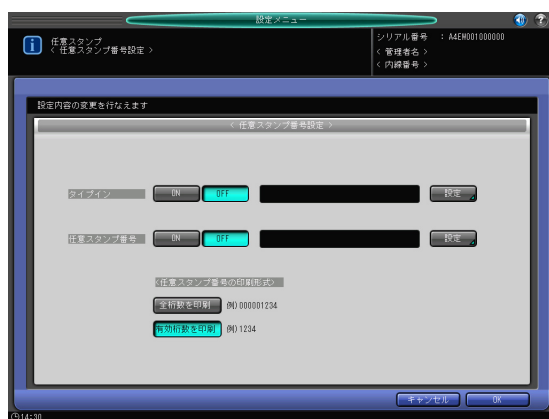 設定メニュー
任意スタンプ
< 任意スタンプ番号設定 >
シリアル番号 : A4EW001000000
< 管理者名 >
< 内線番号 >
設定内容の変更を行なえます
< 任意スタンプ番号設定 >
タイプイン ON OFF 設定
任意スタンプ番号 ON OFF 設定
<任意スタンプ番号の印刷形式>
全桁数を印刷 例) 000001234
有効桁数を印刷 例) 1234
キャンセル OK
14:30